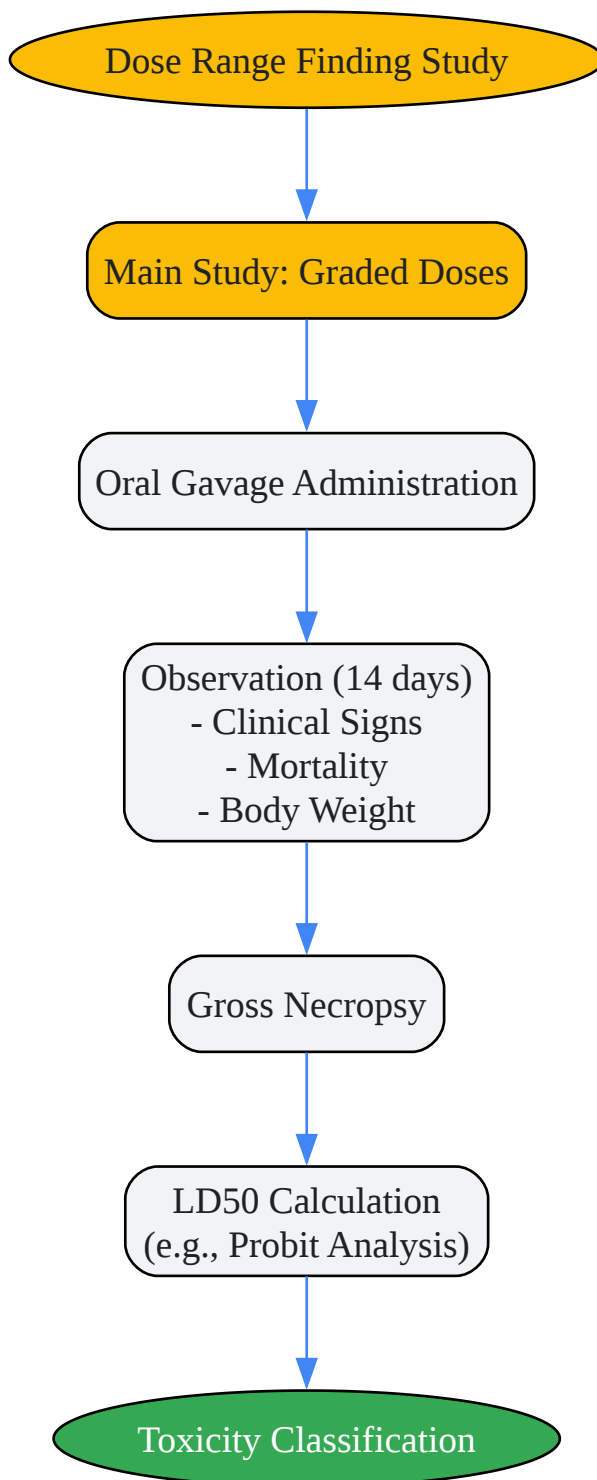 Dose Range Finding Study
Main Study: Graded Doses
Oral Gavage Administration
Observation (14 days)
- Clinical Signs
- Mortality
- Body Weight
Gross Necropsy
LD50 Calculation
(e.g., Probit Analysis)
Toxicity Classification